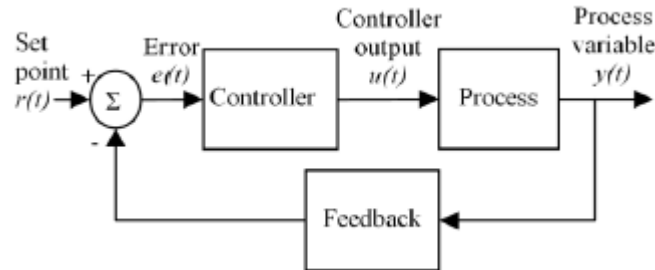 Set
point
r(t)
+
-
Σ
Error
e(t)
Controller
Controller
output
u(t)
Process
Process
variable
y(t)
Feedback